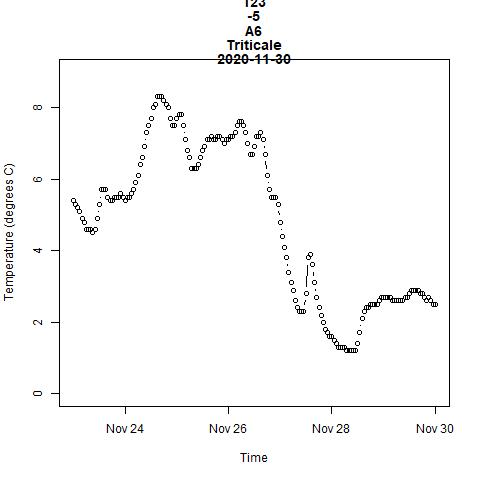 123
-5
A6
Triticale
2020-11-30
Temperature (degrees C)
8
6
4
2
0
Nov 24 Nov 26 Nov 28 Nov 30
Time